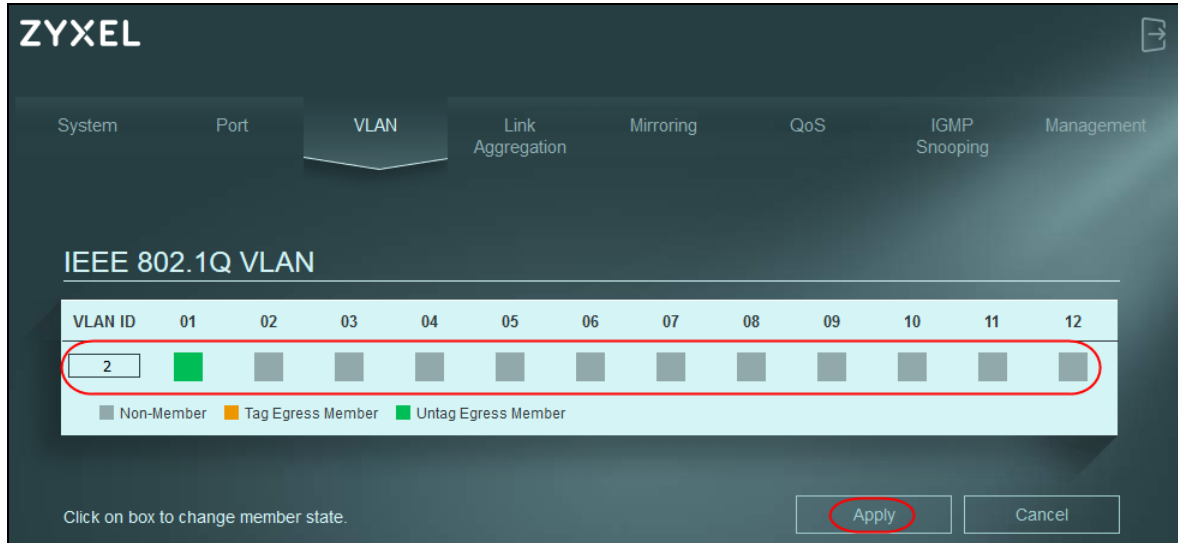 ZYXEL
System Port VLAN Link Aggregation Mirroring QoS IGMP Snooping Management
IEEE 802.1Q VLAN
VLAN ID 01 02 03 04 05 06 07 08 09 10 11 12
2
Non-Member Tag Egress Member Untag Egress Member
Click on box to change member state. Apply Cancel